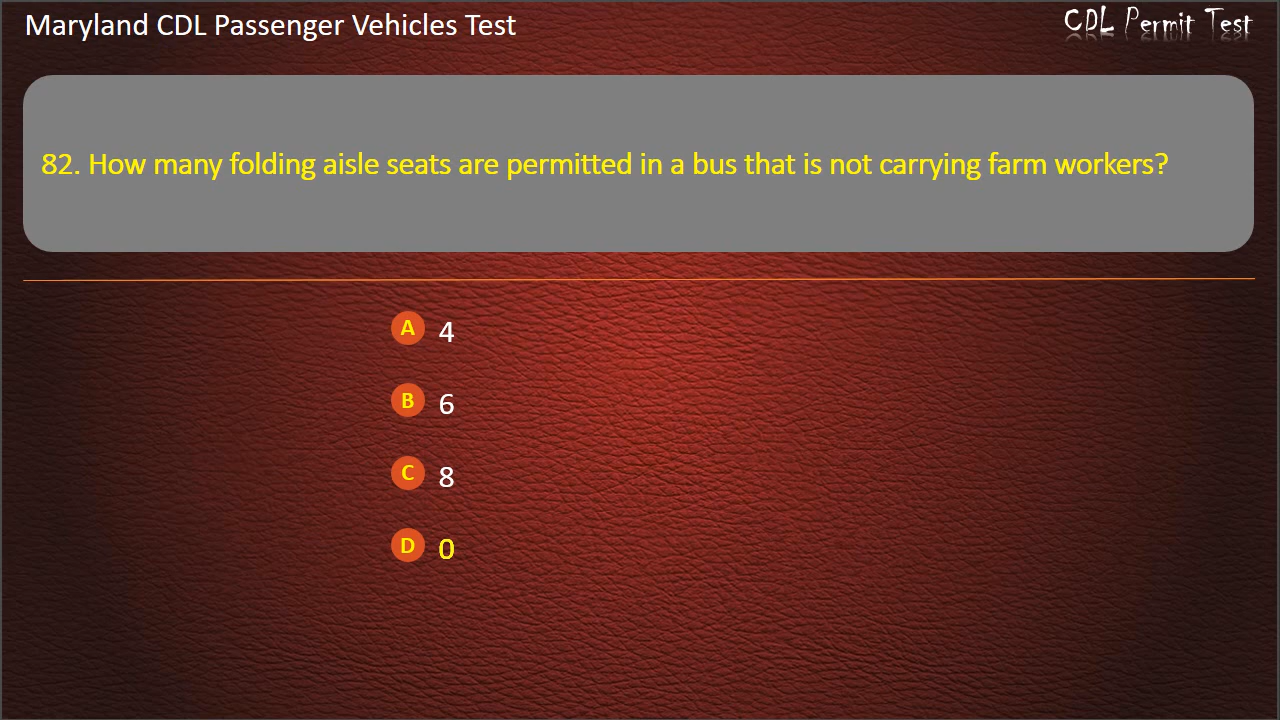 Maryland CDL Passenger Vehicles Test
CDL Permit Test
82. How many folding aisle seats are permitted in a bus that is not carrying farm workers?
A 4
B 6
C 8
D 0